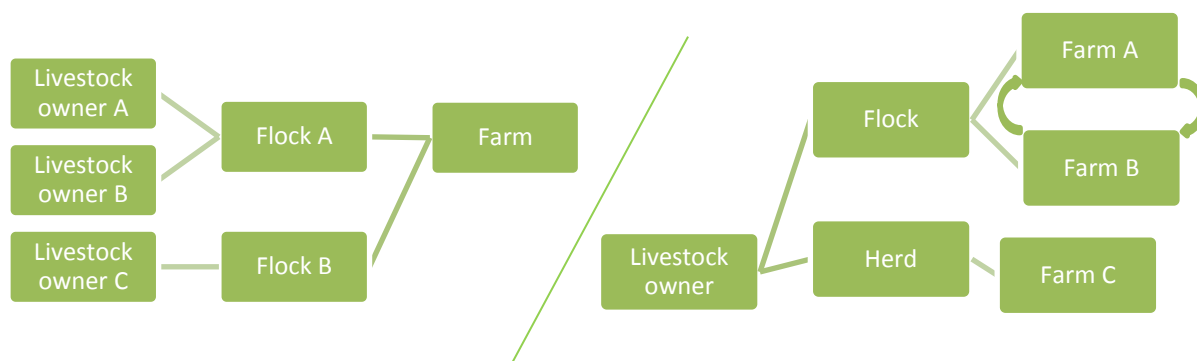 Livestock
owner A
Livestock
owner B
Livestock
owner C
Flock A
Flock B
Farm
Livestock
owner
Flock
Herd
Farm A
Farm B
Farm C